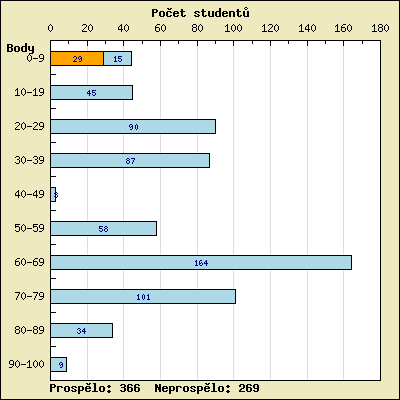 Počet studentů
0 20 40 60 80 100 120 140 160 180
Body
0-9 29 15
10-19 45
20-29 90
30-39 87
40-49 3
50-59 58
60-69 164
70-79 101
80-89 34
90-100 9
Prospělo: 366 Neprospělo: 269